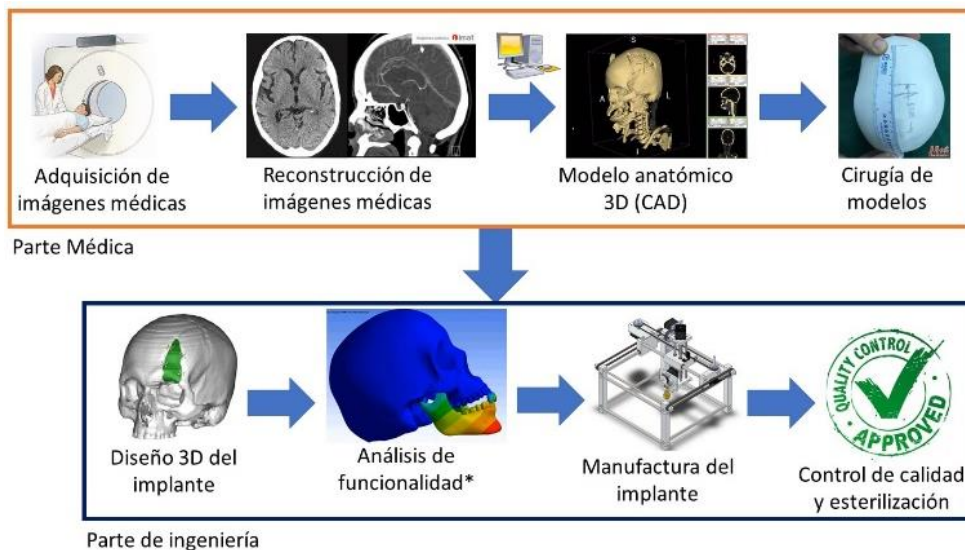 imat
S
A
L
I
Adquisición de
imágenes médicas
Reconstrucción de
imágenes médicas
Modelo anatómico
3D (CAD)
Cirugía de
modelos
Parte Médica
QUALITY CONTROL
APPROVED
Diseño 3D del
implante
Análisis de
funcionalidad*
Manufactura del
implante
Control de calidad
y esterilización
Parte de ingeniería